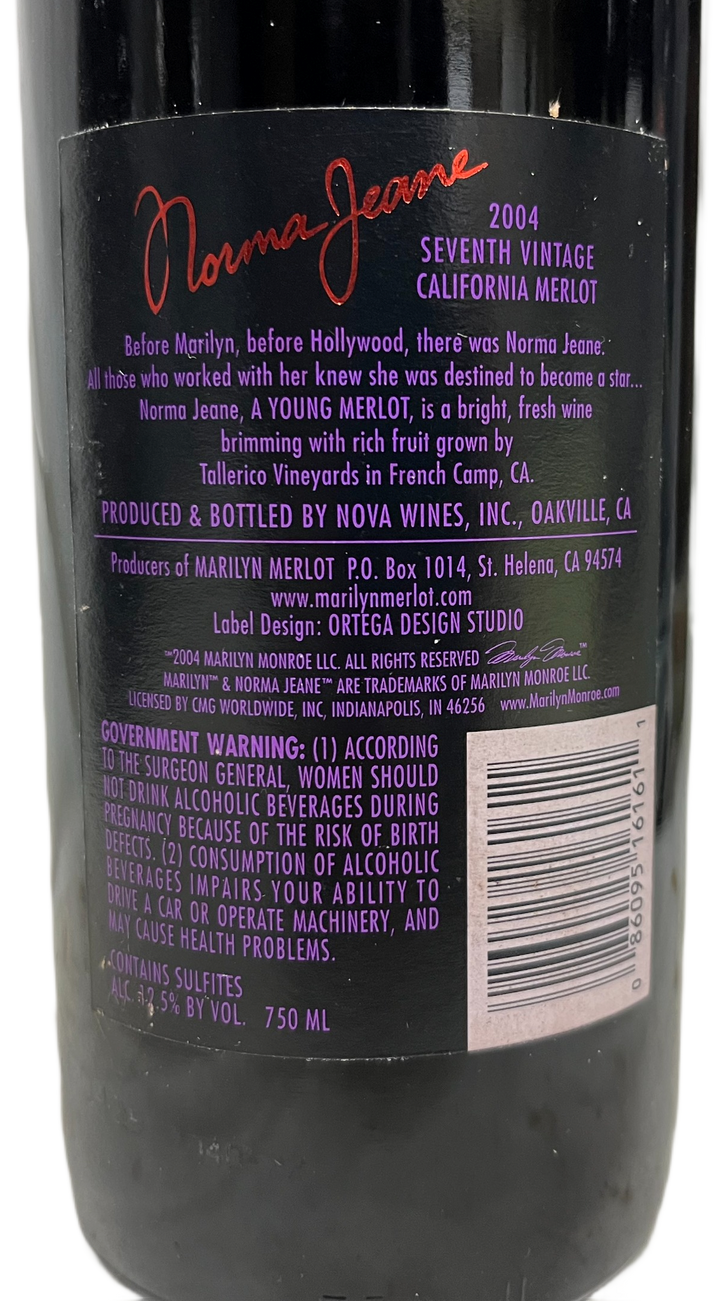 Norma Jeane
2004
SEVENTH VINTAGE
CALIFORNIA MERLOT
Before Marilyn, before Hollywood, there was Norma Jeane.
All those who worked with her knew she was destined to become a star...
Norma Jeane, A YOUNG MERLOT, is a bright, fresh wine
brimming with rich fruit grown by
Tallerico Vineyards in French Camp, CA.
PRODUCED & BOTTLED BY NOVA WINES, INC., OAKVILLE, CA
Producers of MARILYN MERLOT P.O. Box 1014, St. Helena, CA 94574
www.marilynmerlot.com
Label Design: ORTEGA DESIGN STUDIO
™2004 MARILYN MONROE LLC. ALL RIGHTS RESERVED Marilyn Monroe™
MARILYN™ & NORMA JEANE™ ARE TRADEMARKS OF MARILYN MONROE LLC.
LICENSED BY CMG WORLDWIDE, INC, INDIANAPOLIS, IN 46256 www.MarilynMonroe.com
GOVERNMENT WARNING: (1) ACCORDING
TO THE SURGEON GENERAL, WOMEN SHOULD
NOT DRINK ALCOHOLIC BEVERAGES DURING
PREGNANCY BECAUSE OF THE RISK OF BIRTH
DEFECTS. (2) CONSUMPTION OF ALCOHOLIC
BEVERAGES IMPAIRS YOUR ABILITY TO
DRIVE A CAR OR OPERATE MACHINERY, AND
MAY CAUSE HEALTH PROBLEMS.
CONTAINS SULFITES
ALC. 12.5% BY VOL. 750 ML
0 86095 16161 1